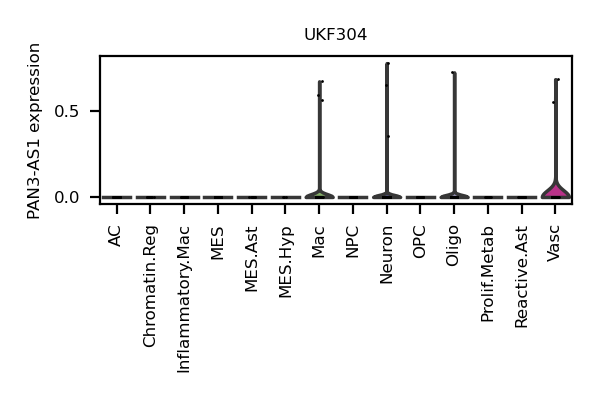 UKF304
PAN3-AS1 expression
0.5
0.0
AC
Chromatin.Reg
Inflammatory.Mac
MES
MES.Ast
MES.Hyp
Mac
NPC
Neuron
OPC
Oligo
Prolif.Metab
Reactive.Ast
Vasc